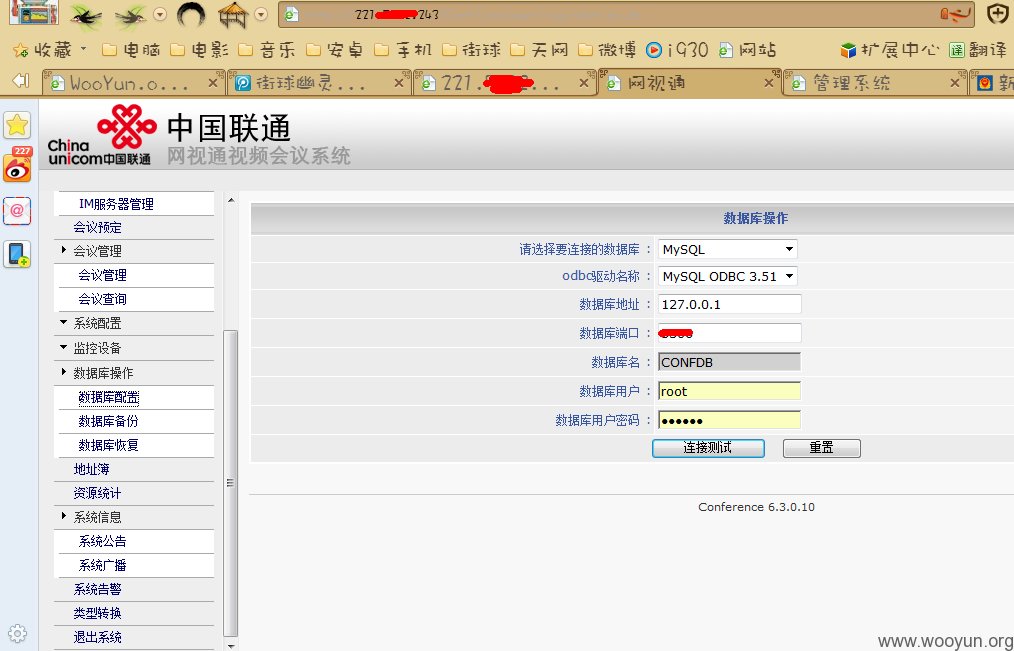 243
收藏 电脑 电影 音乐 安卓 手机 街球 天网 微博 网站 扩展中心 译 翻译
WooYun.o... 街球幽灵... 221. ... 网视通 管理系统 新
China unicom中国联通
中国联通
网视通视频会议系统
227
IM服务器管理
会议预定
会议管理
会议管理
会议查询
系统配置
监控设备
数据库操作
数据库配置
数据库备份
数据库恢复
地址簿
资源统计
系统信息
系统公告
系统广播
系统告警
类型转换
退出系统
数据库操作
请选择要连接的数据库 : MySQL
odbc驱动名称 : MySQL ODBC 3.51
数据库地址 : 127.0.0.1
数据库端口 :
数据库名 : CONFDB
数据库用户 : root
数据库用户密码 : ●●●●●●
连接测试 重置
Conference 6.3.0.10
www.wooyun.org